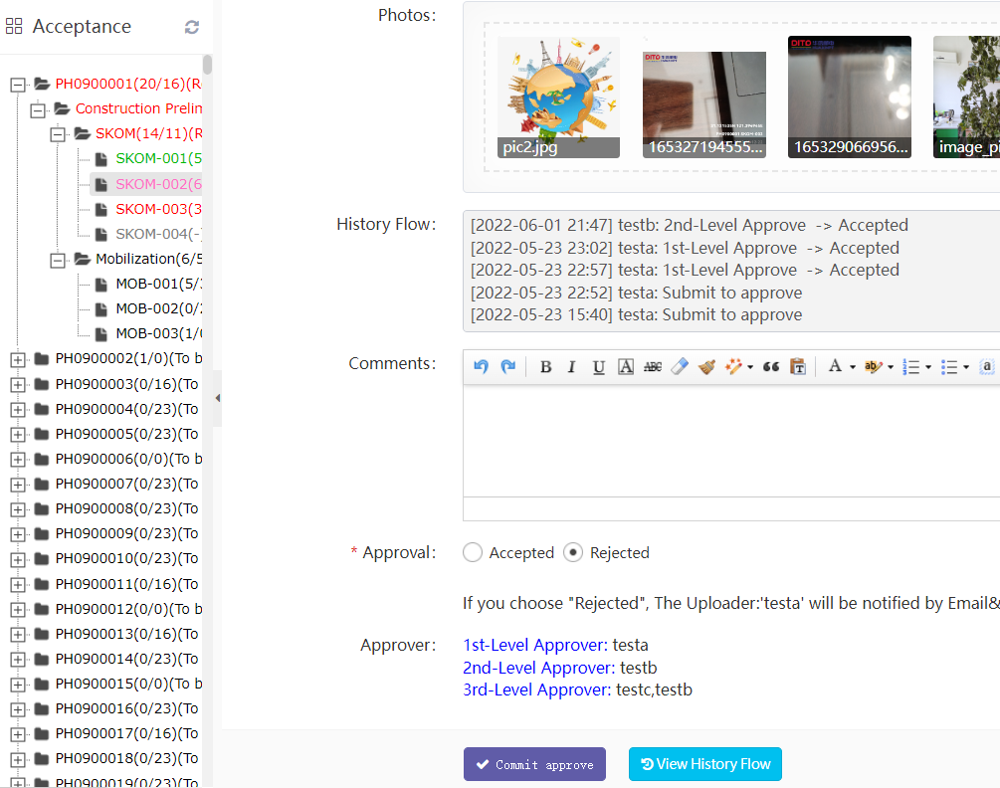 Acceptance
PH0900001(20/16)(R
Construction Prelim
SKOM(14/11)(R
SKOM-001(5
SKOM-002(6
SKOM-003(3
SKOM-004(-
Mobilization(6/5
MOB-001(5/
MOB-002(0/
MOB-003(1/
PH0900002(1/0)(To b
PH0900003(0/16)(To
PH0900004(0/23)(To
PH0900005(0/23)(To
PH0900006(0/0)(To b
PH0900007(0/23)(To
PH0900008(0/23)(To
PH0900009(0/23)(To
PH0900010(0/23)(To
PH0900011(0/16)(To
PH0900012(0/0)(To b
PH0900013(0/16)(To
PH0900014(0/23)(To
PH0900015(0/0)(To b
PH0900016(0/23)(To
PH0900017(0/16)(To
PH0900018(0/23)(To
PH0900019(0/23)(To
Photos:
pic2.jpg
DITO
165327194555...
DITO
165329066956...
image_pi
History Flow:
[2022-06-01 21:47] testb: 2nd-Level Approve -> Accepted
[2022-05-23 23:02] testa: 1st-Level Approve -> Accepted
[2022-05-23 22:57] testa: 1st-Level Approve -> Accepted
[2022-05-23 22:52] testa: Submit to approve
[2022-05-23 15:40] testa: Submit to approve
Comments:
B I U A ABC T A ab a
* Approval: Accepted Rejected
If you choose "Rejected", The Uploader:'testa' will be notified by Email&
Approver: 1st-Level Approver: testa
2nd-Level Approver: testb
3rd-Level Approver: testc,testb
Commit approve View History Flow